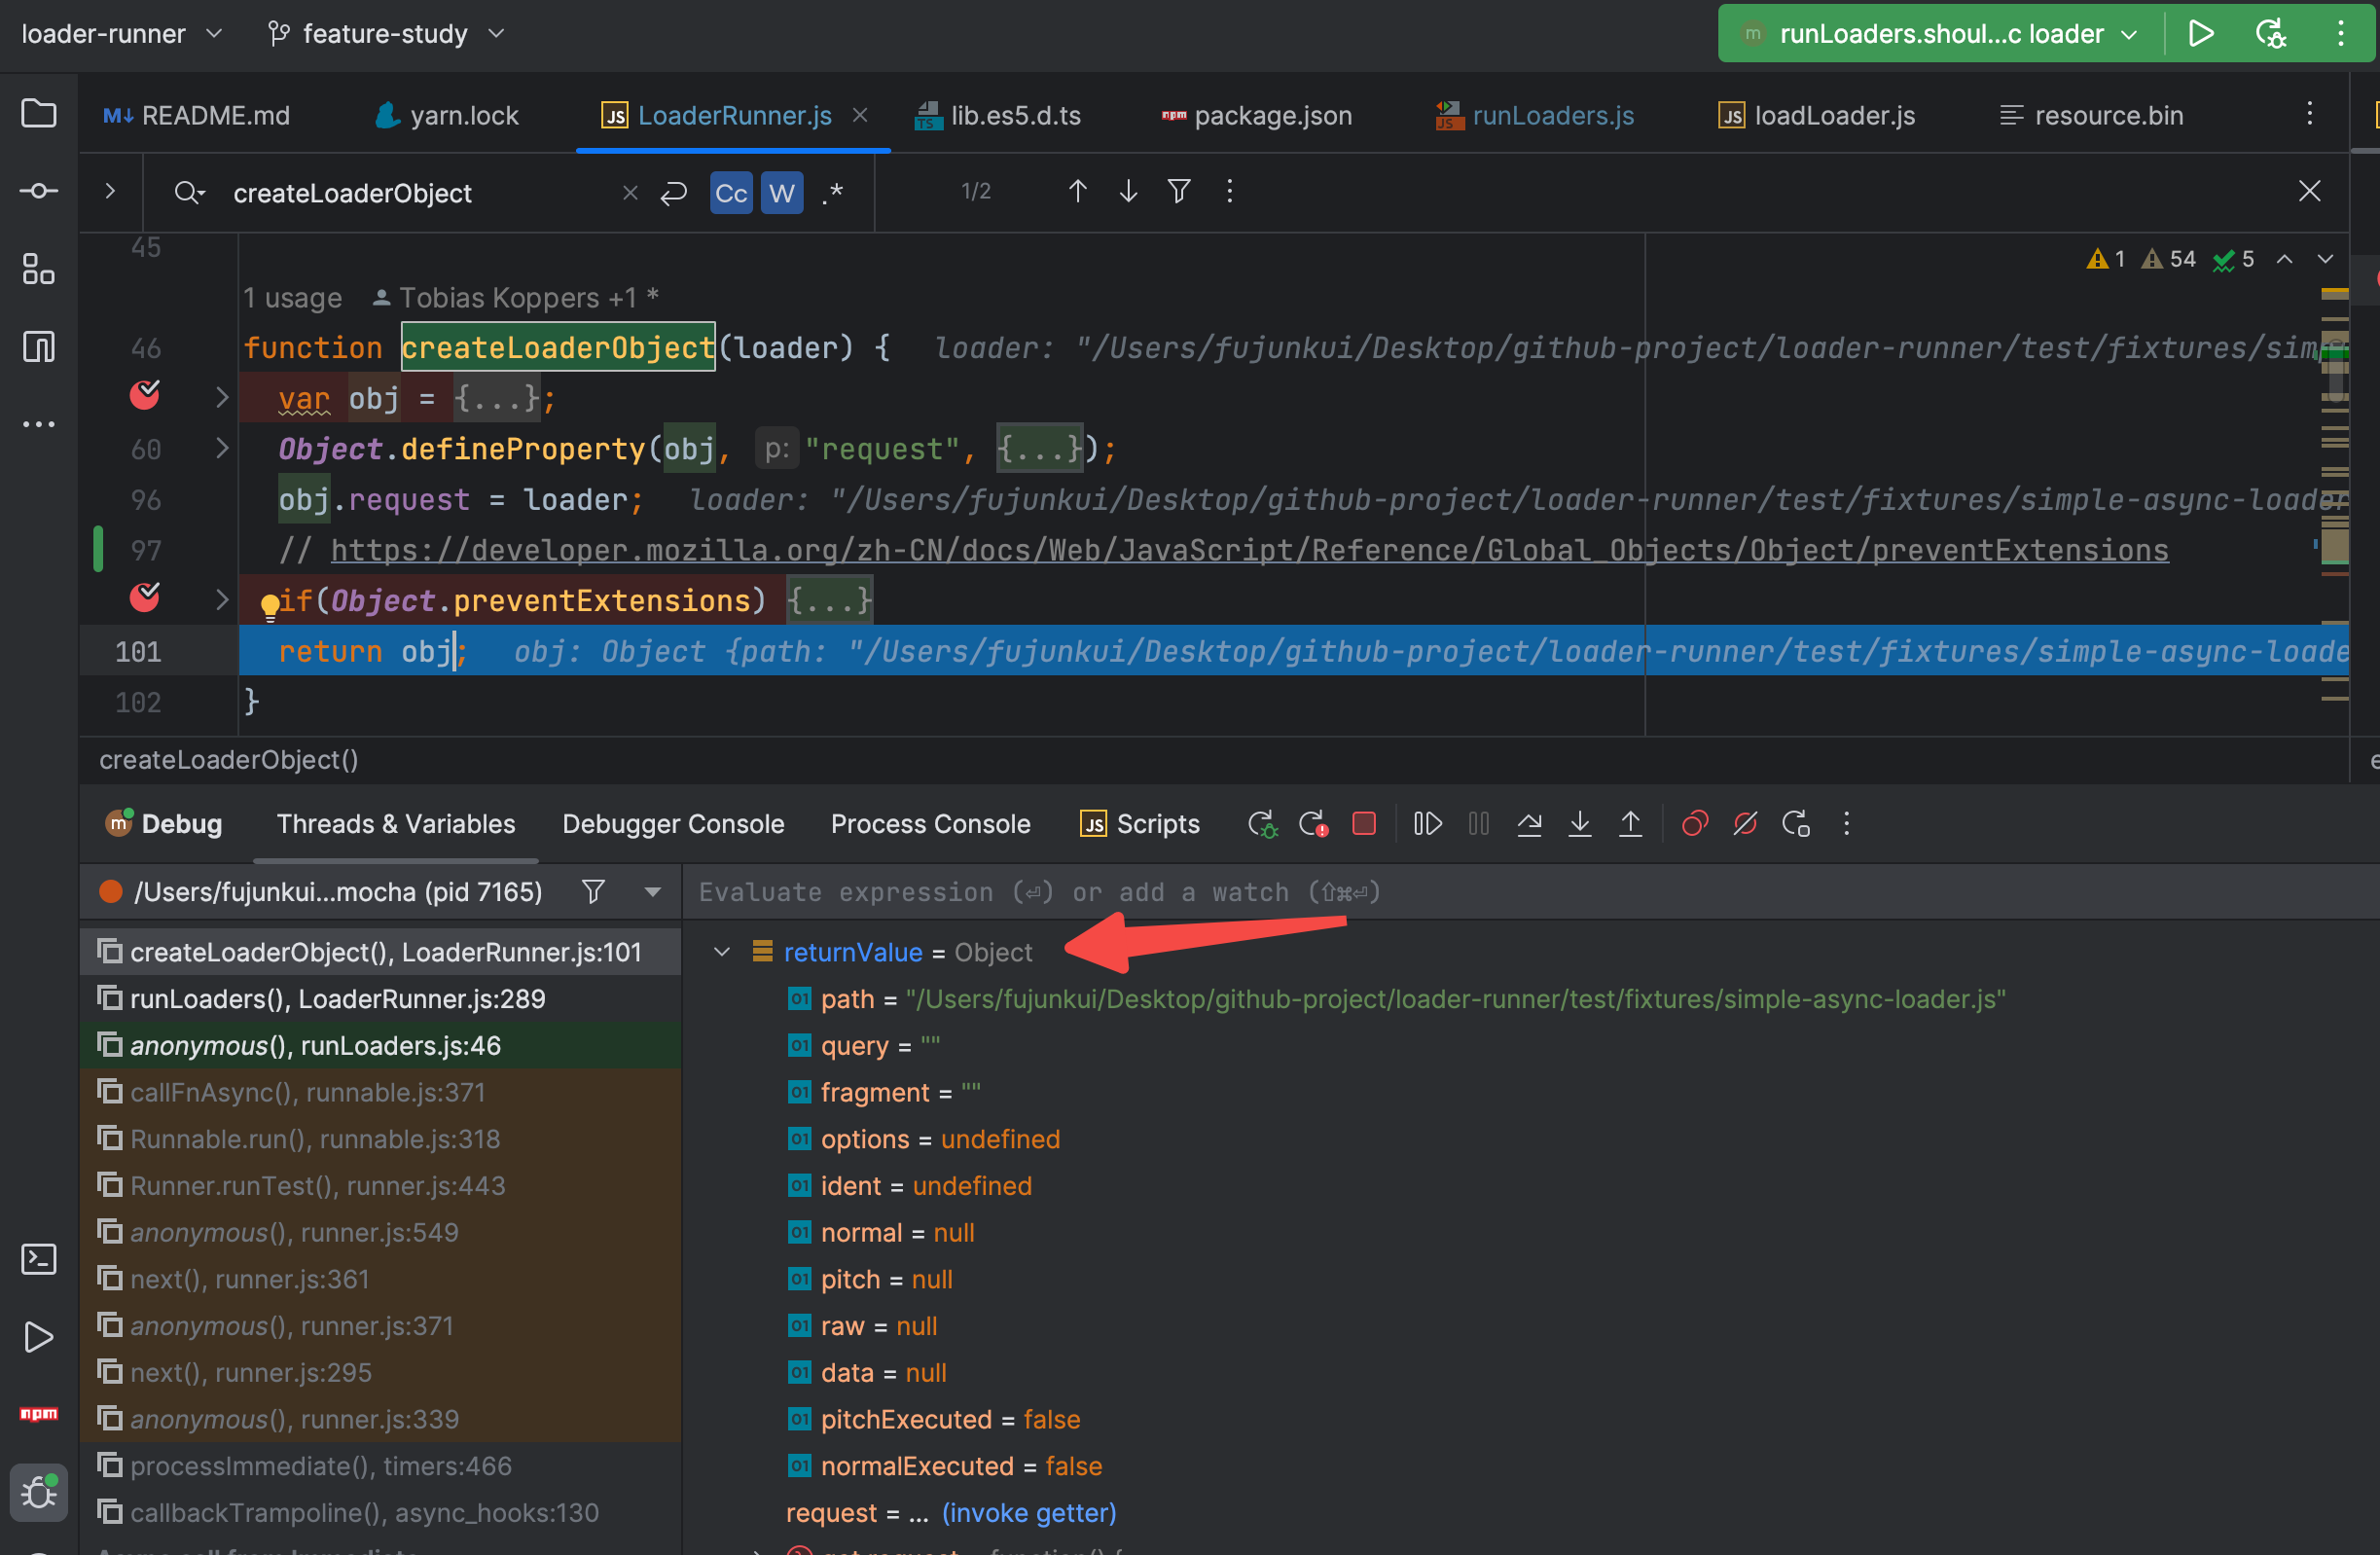 loader-runner feature-study runLoaders.shoul...c loader
README.md yarn.lock LoaderRunner.js lib.es5.d.ts package.json runLoaders.js loadLoader.js resource.bin
createLoaderObject Cc W .* 1/2
45 1 54 5
1 usage Tobias Koppers +1 *
46 function createLoaderObject(loader) { loader: "/Users/fujunkui/Desktop/github-project/loader-runner/test/fixtures/simp
var obj = {...};
60 Object.defineProperty(obj, p: "request", {...});
96 obj.request = loader; loader: "/Users/fujunkui/Desktop/github-project/loader-runner/test/fixtures/simple-async-loader
97 // https://developer.mozilla.org/zh-CN/docs/Web/JavaScript/Reference/Global_Objects/Object/preventExtensions
if(Object.preventExtensions) {...}
101 return obj; obj: Object {path: "/Users/fujunkui/Desktop/github-project/loader-runner/test/fixtures/simple-async-loade
102 }
createLoaderObject()
Debug Threads & Variables Debugger Console Process Console Scripts
/Users/fujunkui...mocha (pid 7165)
Evaluate expression (⏎) or add a watch (⇧⌘⏎)
createLoaderObject(), LoaderRunner.js:101
runLoaders(), LoaderRunner.js:289
anonymous(), runLoaders.js:46
callFnAsync(), runnable.js:371
Runnable.run(), runnable.js:318
Runner.runTest(), runner.js:443
anonymous(), runner.js:549
next(), runner.js:361
anonymous(), runner.js:371
next(), runner.js:295
anonymous(), runner.js:339
processImmediate(), timers:466
callbackTrampoline(), async_hooks:130
returnValue = Object
path = "/Users/fujunkui/Desktop/github-project/loader-runner/test/fixtures/simple-async-loader.js"
query = ""
fragment = ""
options = undefined
ident = undefined
normal = null
pitch = null
raw = null
data = null
pitchExecuted = false
normalExecuted = false
request = ... (invoke getter)